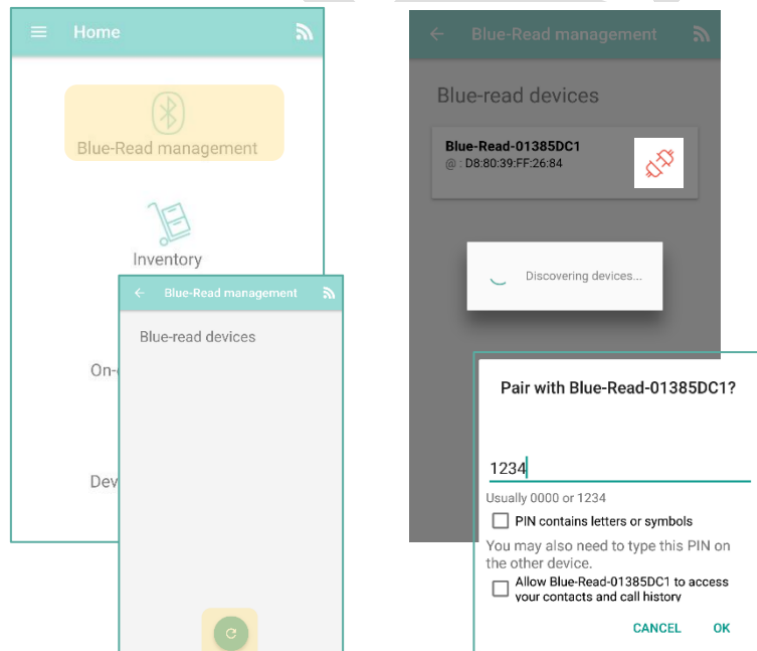 Home
Blue-Read management
Inventory
On-
Dev
Blue-Read management
Blue-read devices
Blue-Read management
Blue-read devices
Blue-Read-01385DC1
@ : D8:80:39:FF:26:84
Discovering devices...
Pair with Blue-Read-01385DC1?
1234
Usually 0000 or 1234
PIN contains letters or symbols
You may also need to type this PIN on
the other device.
Allow Blue-Read-01385DC1 to access
your contacts and call history
CANCEL OK